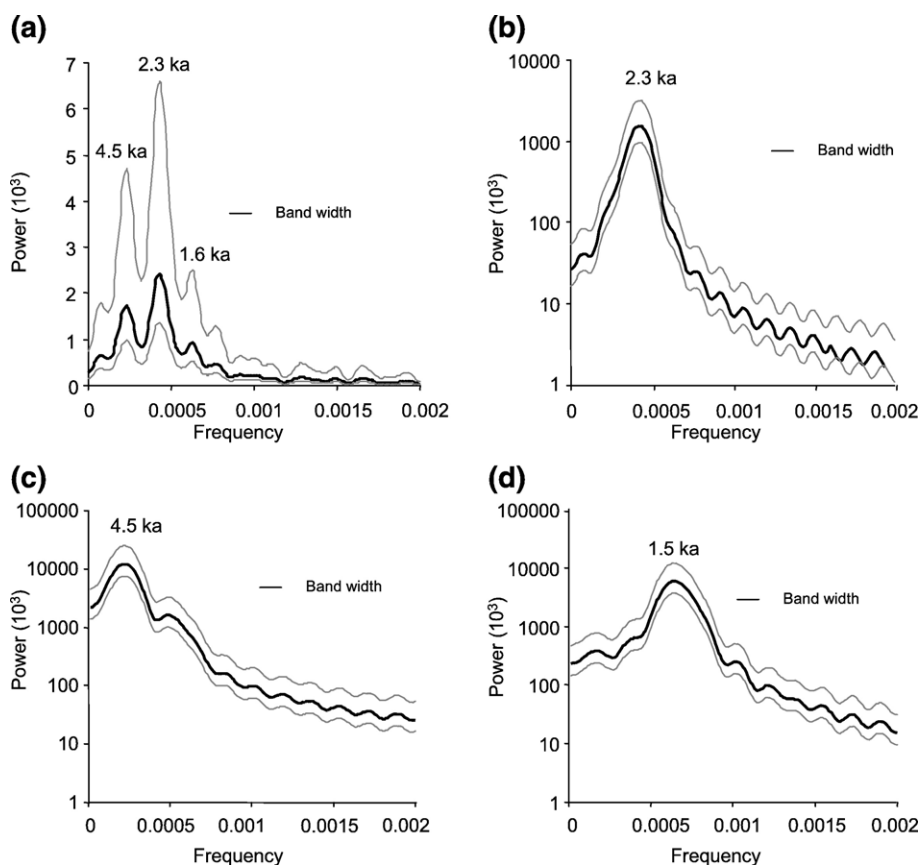 (a)
7
6
5
4
3
2
1
0
Power (10³)
4.5 ka
2.3 ka
1.6 ka
Band width
0
0.0005
0.001
0.0015
0.002
Frequency
(b)
10000
1000
100
10
1
Power (10³)
2.3 ka
Band width
0
0.0005
0.001
0.0015
0.002
Frequency
(c)
100000
10000
1000
100
10
1
Power (10³)
4.5 ka
Band width
0
0.0005
0.001
0.0015
0.002
Frequency
(d)
100000
10000
1000
100
10
1
Power (10³)
1.5 ka
Band width
0
0.0005
0.001
0.0015
0.002
Frequency